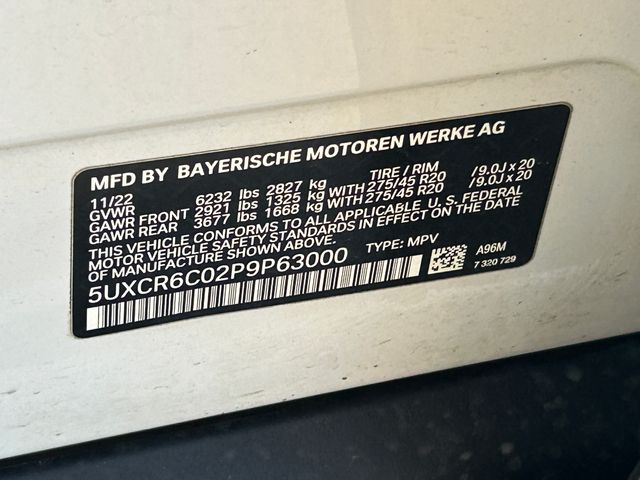 MFD BY BAYERISCHE MOTOREN WERKE AG
11/22 TIRE / RIM
GVWR 6232 lbs 2827 kg
GAWR FRONT 2921 lbs 1325 kg WITH 275/45 R20 /9.0J x 20
GAWR REAR 3677 lbs 1668 kg WITH 275/45 R20 /9.0J x 20
THIS VEHICLE CONFORMS TO ALL APPLICABLE U. S. FEDERAL
MOTOR VEHICLE SAFETY STANDARDS IN EFFECT ON THE DATE
OF MANUFACTURE SHOWN ABOVE.
5UXCR6C02P9P63000 TYPE: MPV A96M
7 320 729